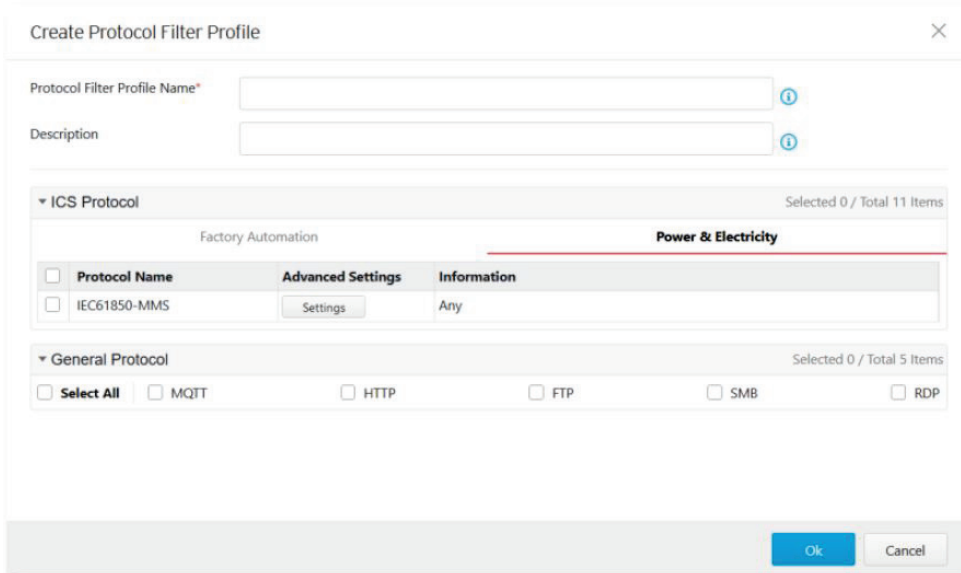 Create Protocol Filter Profile
Protocol Filter Profile Name*
Description
ICS Protocol Selected 0 / Total 11 Items
Factory Automation Power & Electricity
Protocol Name Advanced Settings Information
IEC61850-MMS Settings Any
General Protocol Selected 0 / Total 5 Items
Select All MQTT HTTP FTP SMB RDP
Ok Cancel